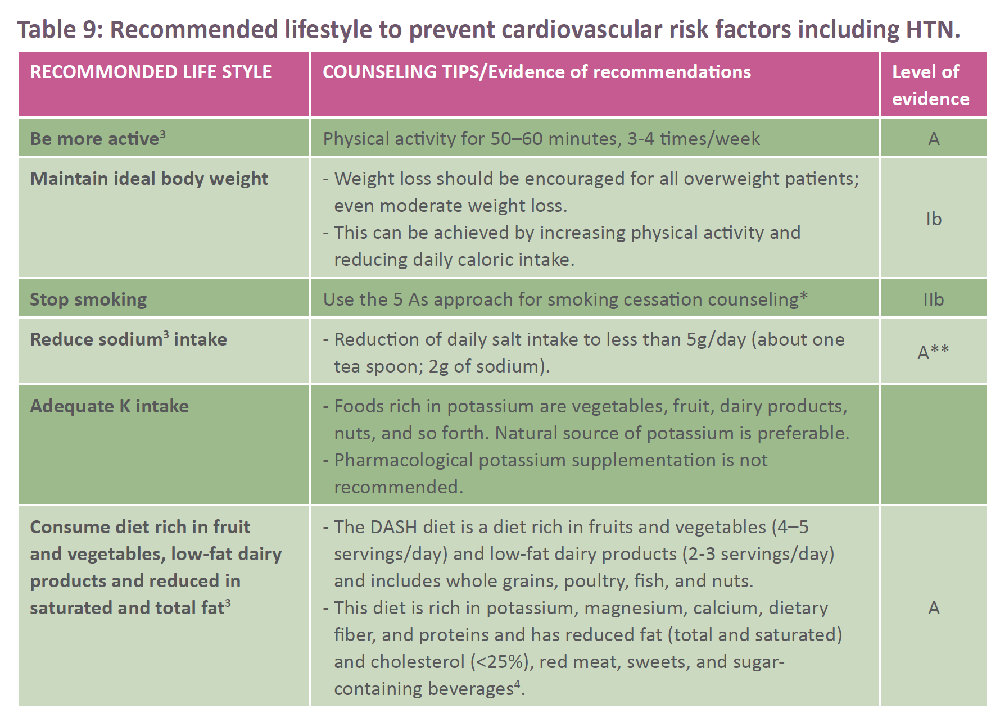 Table 9: Recommended lifestyle to prevent cardiovascular risk factors including HTN.
RECOMMONDED LIFE STYLE
COUNSELING TIPS/Evidence of recommendations
Level of
evidence
Be more active³
Physical activity for 50–60 minutes, 3-4 times/week
A
Maintain ideal body weight
- Weight loss should be encouraged for all overweight patients;
even moderate weight loss.
- This can be achieved by increasing physical activity and
reducing daily caloric intake.
Ib
Stop smoking
Use the 5 As approach for smoking cessation counseling*
IIb
Reduce sodium³ intake
- Reduction of daily salt intake to less than 5g/day (about one
tea spoon; 2g of sodium).
A**
Adequate K intake
- Foods rich in potassium are vegetables, fruit, dairy products,
nuts, and so forth. Natural source of potassium is preferable.
- Pharmacological potassium supplementation is not
recommended.
Consume diet rich in fruit
and vegetables, low-fat dairy
products and reduced in
saturated and total fat³
- The DASH diet is a diet rich in fruits and vegetables (4–5
servings/day) and low-fat dairy products (2-3 servings/day)
and includes whole grains, poultry, fish, and nuts.
- This diet is rich in potassium, magnesium, calcium, dietary
fiber, and proteins and has reduced fat (total and saturated)
and cholesterol (<25%), red meat, sweets, and sugar-
containing beverages⁴.
A